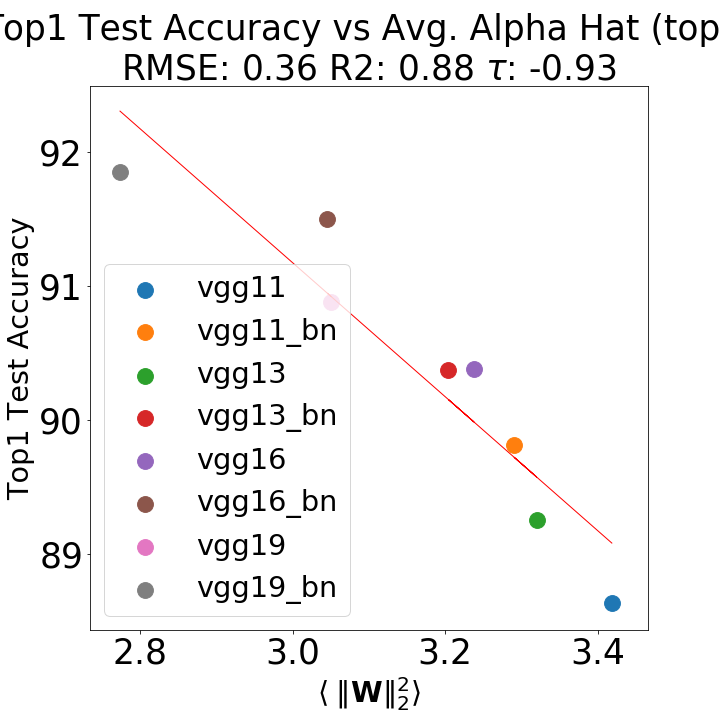 Top1 Test Accuracy vs Avg. Alpha Hat (top
RMSE: 0.36 R2: 0.88 τ: -0.93
Top1 Test Accuracy
92
91
90
89
vgg11
vgg11_bn
vgg13
vgg13_bn
vgg16
vgg16_bn
vgg19
vgg19_bn
2.8 3.0 3.2 3.4
⟨ ‖W‖₂² ⟩